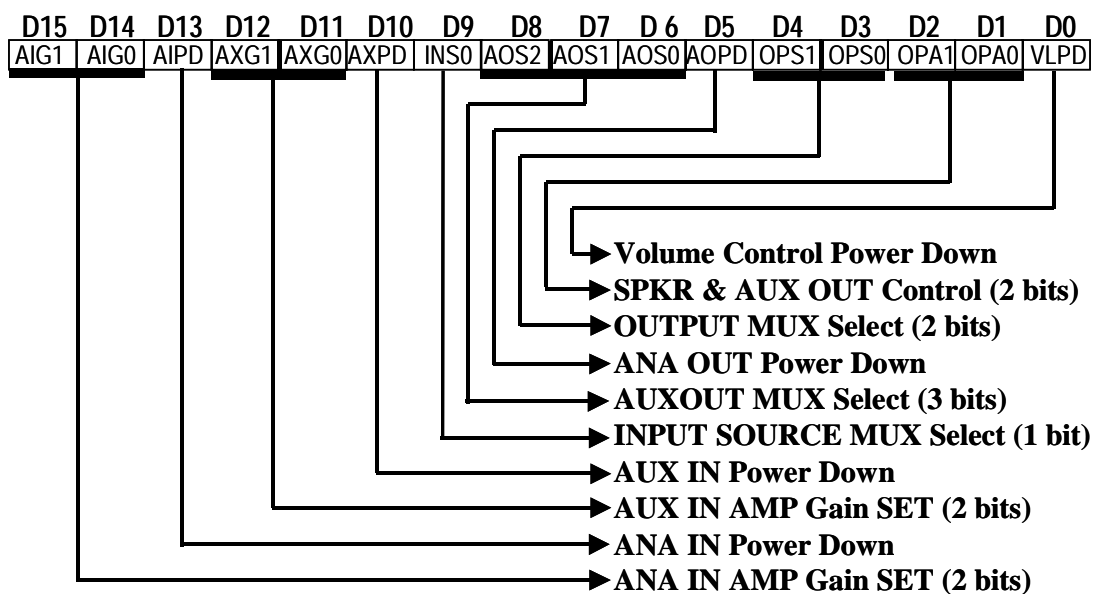 D15 D14 D13 D12 D11 D10 D9 D8 D7 D 6 D5 D4 D3 D2 D1 D0
AIG1 AIG0 AIPD AXG1 AXG0 AXPD INS0 AOS2 AOS1 AOS0 AOPD OPS1 OPS0 OPA1 OPA0 VLPD
Volume Control Power Down
SPKR & AUX OUT Control (2 bits)
OUTPUT MUX Select (2 bits)
ANA OUT Power Down
AUXOUT MUX Select (3 bits)
INPUT SOURCE MUX Select (1 bit)
AUX IN Power Down
AUX IN AMP Gain SET (2 bits)
ANA IN Power Down
ANA IN AMP Gain SET (2 bits)